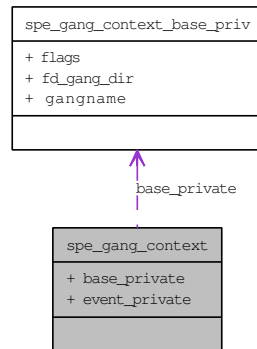 spe_gang_context_base_priv
+ flags
+ fd_gang_dir
+ gangname
base_private
spe_gang_context
+ base_private
+ event_private